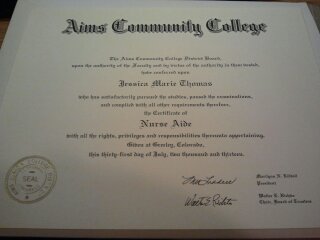 Aims Community College
The Aims Community College District Board,
upon the authority of the Faculty and by virtue of the authority in them vested,
have conferred upon
Jessica Marie Thomas
who has satisfactorily pursued the studies, passed the examinations,
and complied with all other requirements therefore,
the Certificate of
Nurse Aide
with all the rights, privileges and responsibilities thereunto appertaining.
Given at Greeley, Colorado,
this thirty-first day of July, two thousand and thirteen.
SEAL
Marilynn
President
Walter E.
Chair, Board of Trustees